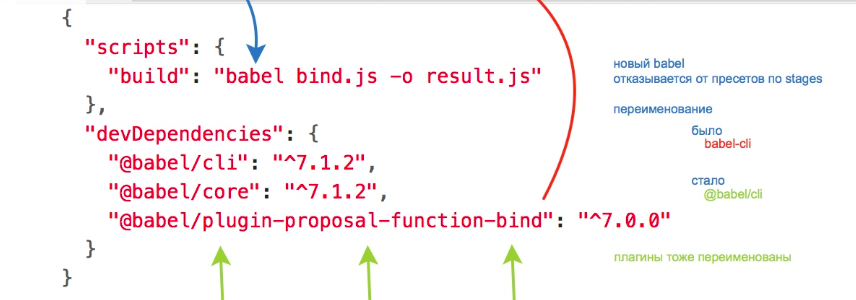 {
"scripts": {
"build": "babel bind.js -o result.js"
},
"devDependencies": {
"@babel/cli": "^7.1.2",
"@babel/core": "^7.1.2",
"@babel/plugin-proposal-function-bind": "^7.0.0"
}
}
новый babel
отказывается от пресетов по stages
переименование
было
babel-cli
стало
@babel/cli
плагины тоже переименованы